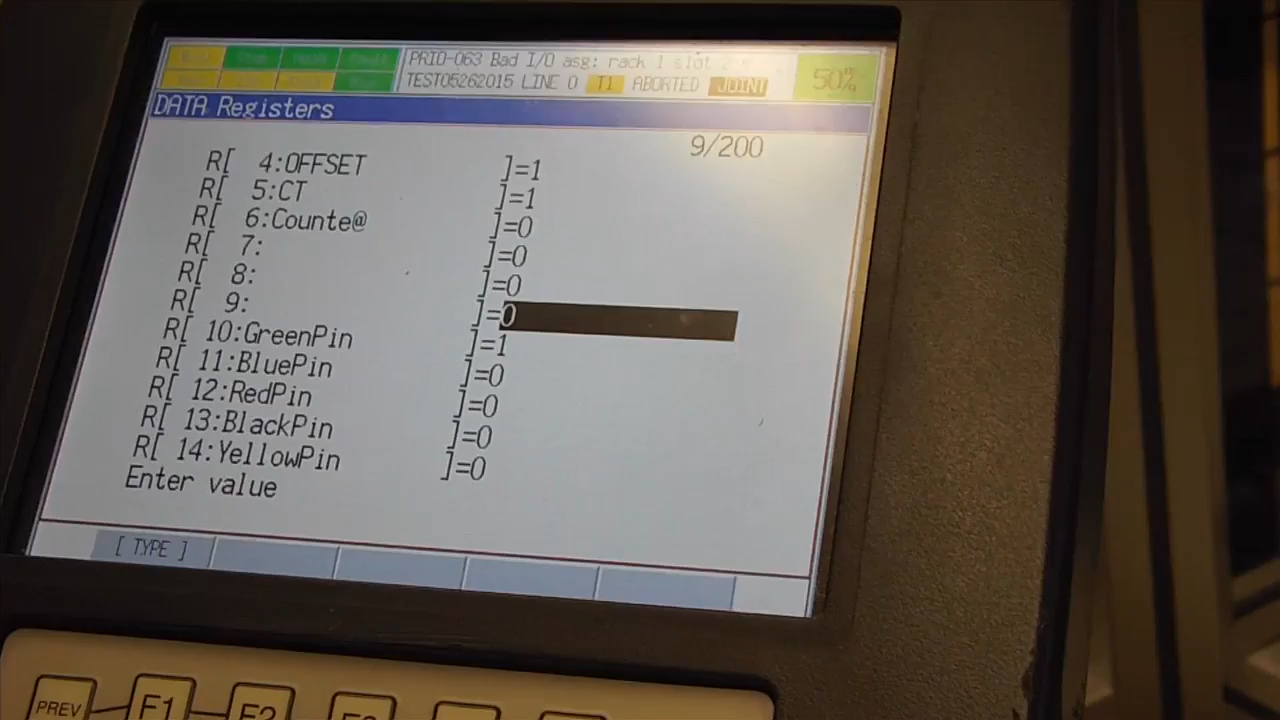 PRIO-063 Bad I/O asg: rack 1 slot
TEST05262015 LINE 0 T1 ABORTED JOINT
50%
DATA Registers
9/200
R[ 4:OFFSET ]=1
R[ 5:CT ]=1
R[ 6:Counte@ ]=0
R[ 7: ]=0
R[ 8: ]=0
R[ 9: ]=0
R[ 10:GreenPin ]=1
R[ 11:BluePin ]=0
R[ 12:RedPin ]=0
R[ 13:BlackPin ]=0
R[ 14:YellowPin ]=0
Enter value
[ TYPE ]
PREV F1 F2